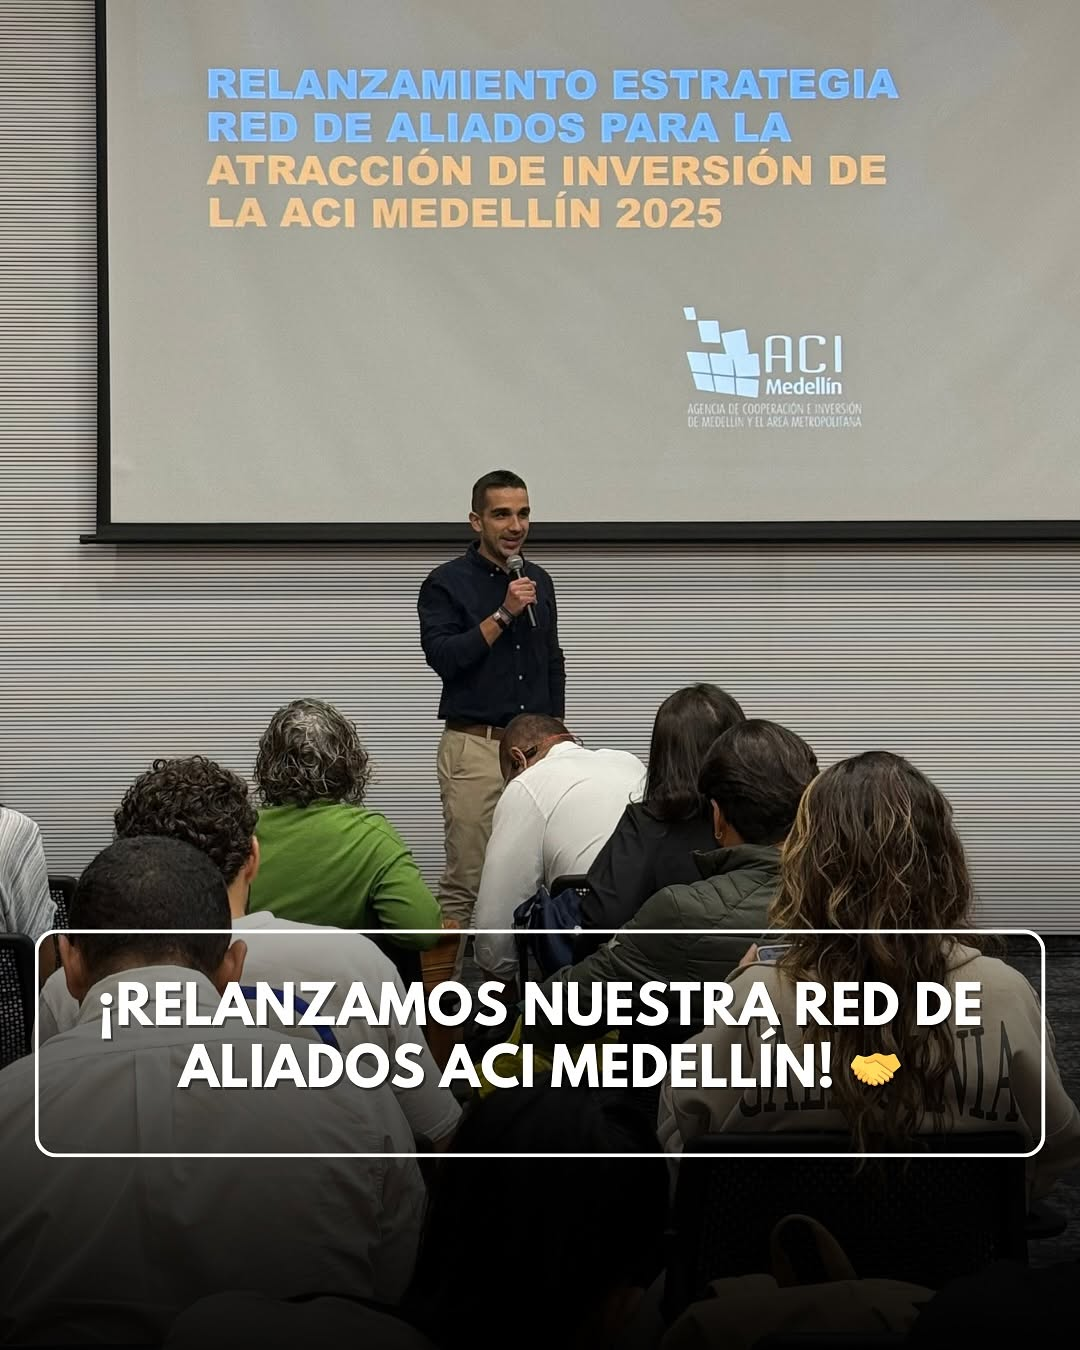 RELANZAMIENTO ESTRATEGIA
RED DE ALIADOS PARA LA
ATRACCIÓN DE INVERSIÓN DE
LA ACI MEDELLÍN 2025
ACI
Medellín
AGENCIA DE COOPERACIÓN E INVERSIÓN
DE MEDELLÍN Y EL ÁREA METROPOLITANA
¡RELANZAMOS NUESTRA RED DE
ALIADOS ACI MEDELLÍN! 🤝